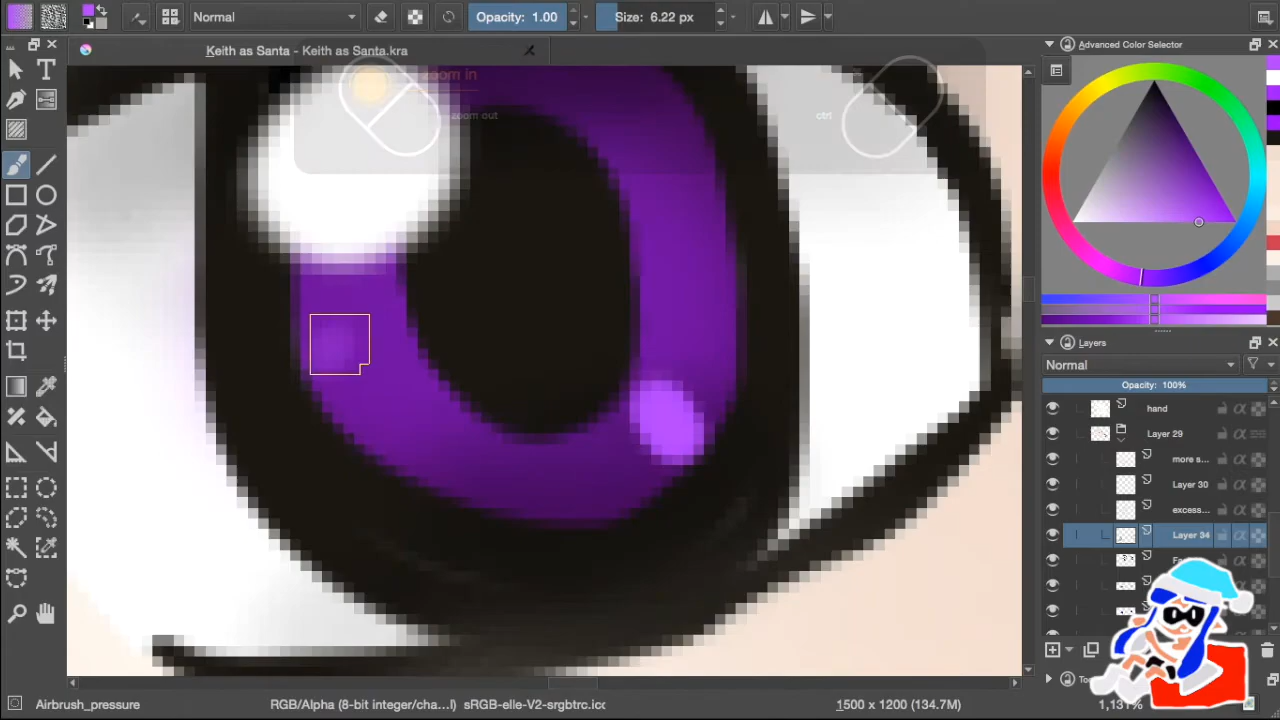 Normal
Opacity: 1.00
Size: 6.22 px
Keith as Santa - Keith as Santa.kra
Advanced Color Selector
zoom in
zoom out
ctrl
Layers
Normal
Opacity: 100%
hand
Layer 29
more s...
Layer 30
excess...
Layer 34
Airbrush_pressure
RGB/Alpha (8-bit integer/cha...l) sRGB-elle-V2-srgbtrc.icc
1500 x 1200 (134.7M)